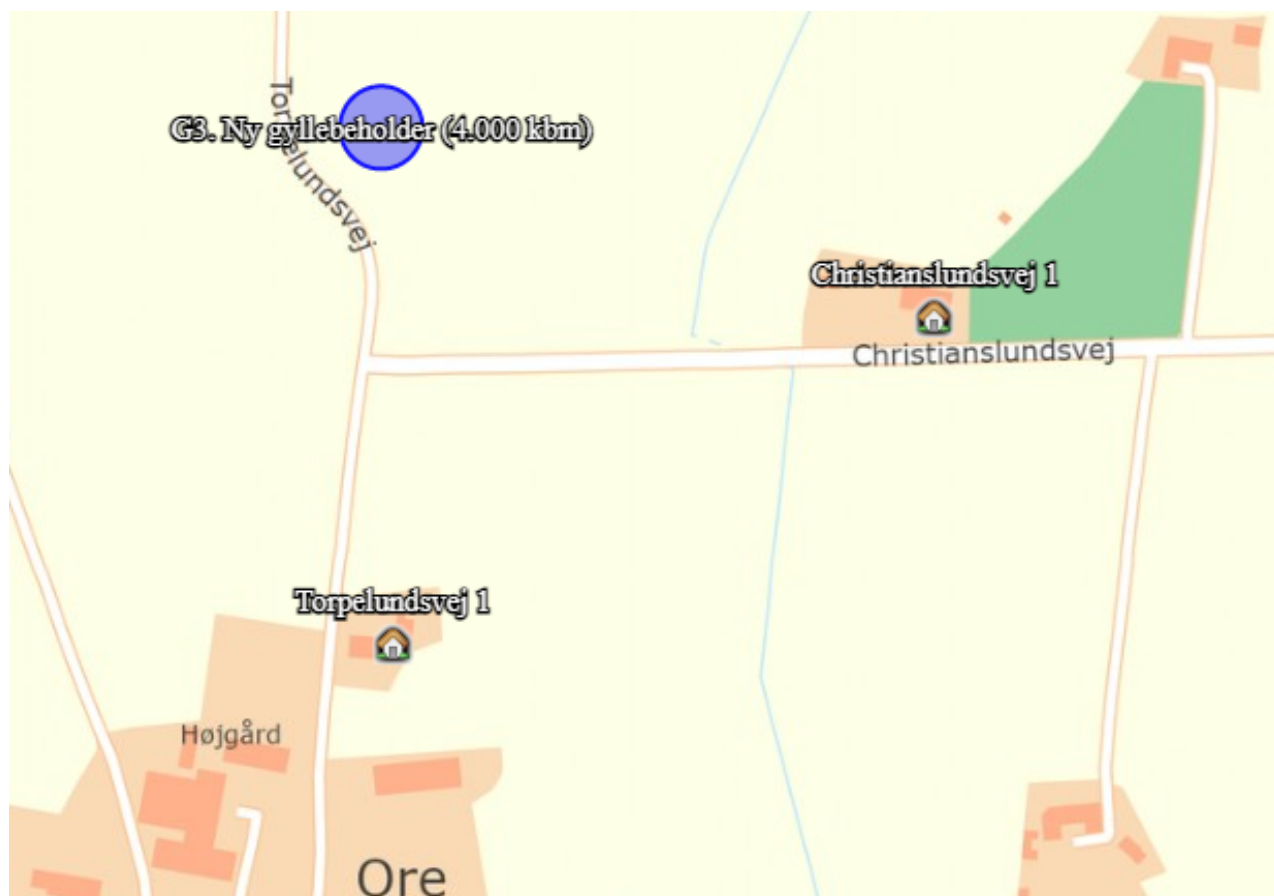 Torpelundsvej
G3. Ny gyllebeholder (4.000 kbm)
Christianslundsvej 1
Christianslundsvej
Torpelundsvej 1
Højgård
Ore